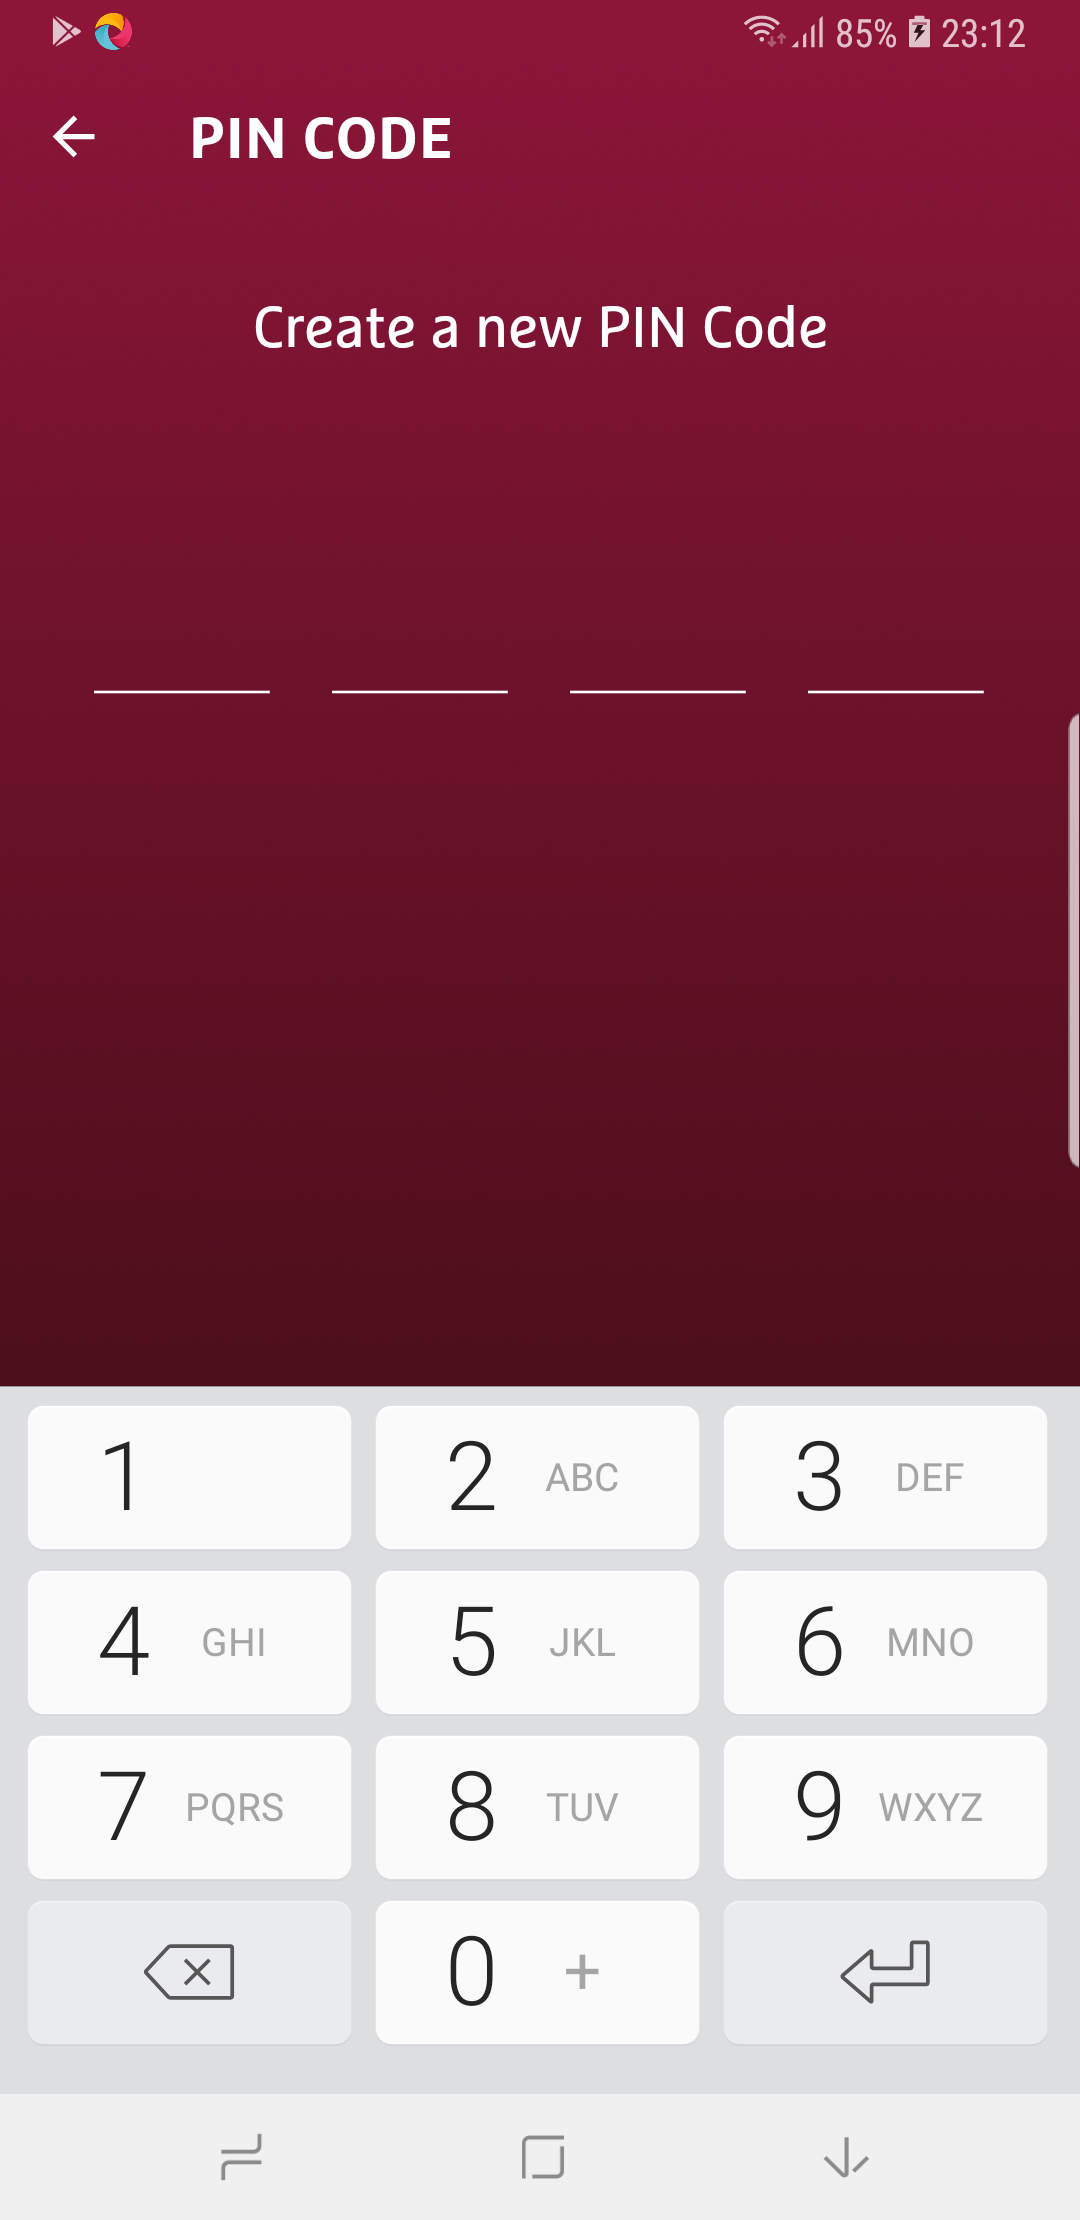 85% 23:12
PIN CODE
Create a new PIN Code
1 2 ABC 3 DEF
4 GHI 5 JKL 6 MNO
7 PQRS 8 TUV 9 WXYZ
0 +